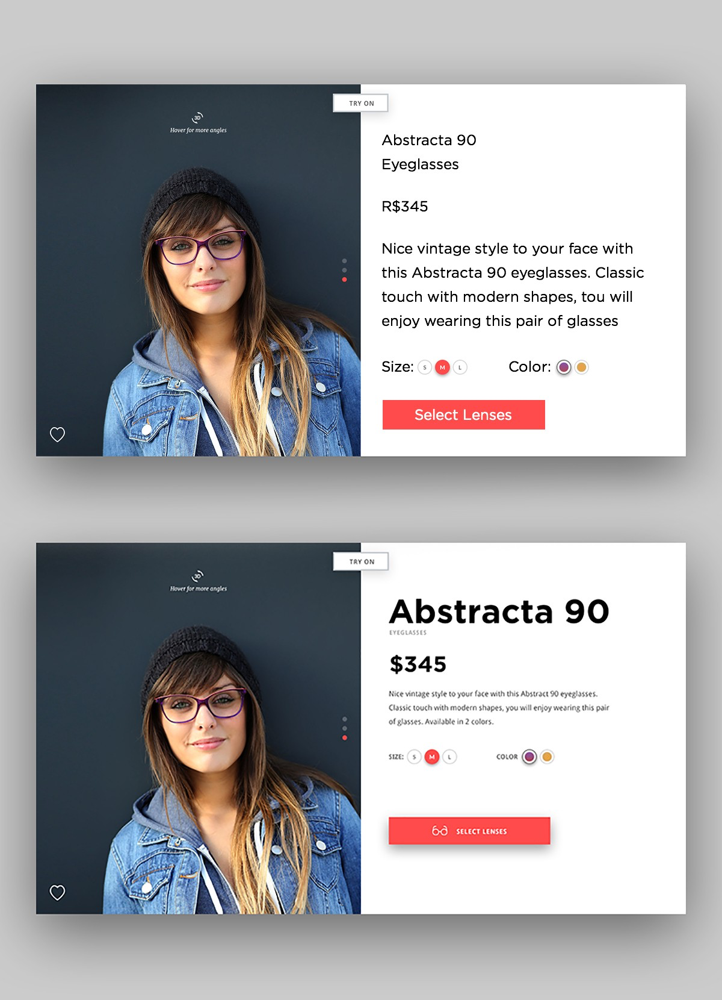 TRY ON
3D
Hover for more angles
Abstracta 90
Eyeglasses
R$345
Nice vintage style to your face with
this Abstracta 90 eyeglasses. Classic
touch with modern shapes, tou will
enjoy wearing this pair of glasses
Size: S M L Color:
Select Lenses
TRY ON
3D
Hover for more angles
Abstracta 90
EYEGLASSES
$345
Nice vintage style to your face with this Abstract 90 eyeglasses.
Classic touch with modern shapes, you will enjoy wearing this pair
of glasses. Available in 2 colors.
SIZE: S M L COLOR
SELECT LENSES